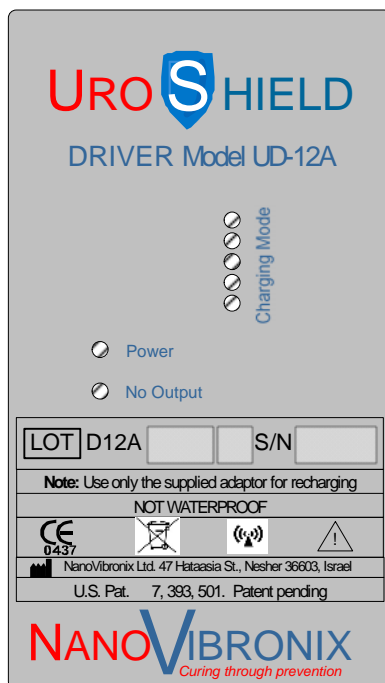 UROSHIELD
DRIVER Model UD-12A
Charging Mode
Power
No Output
LOT D12A S/N
Note: Use only the supplied adaptor for recharging
NOT WATERPROOF
CE
0437
NanoVibronix Ltd. 47 Hataasia St., Nesher 36603, Israel
U.S. Pat. 7, 393, 501. Patent pending
NANOVIBRONIX
Curing through prevention